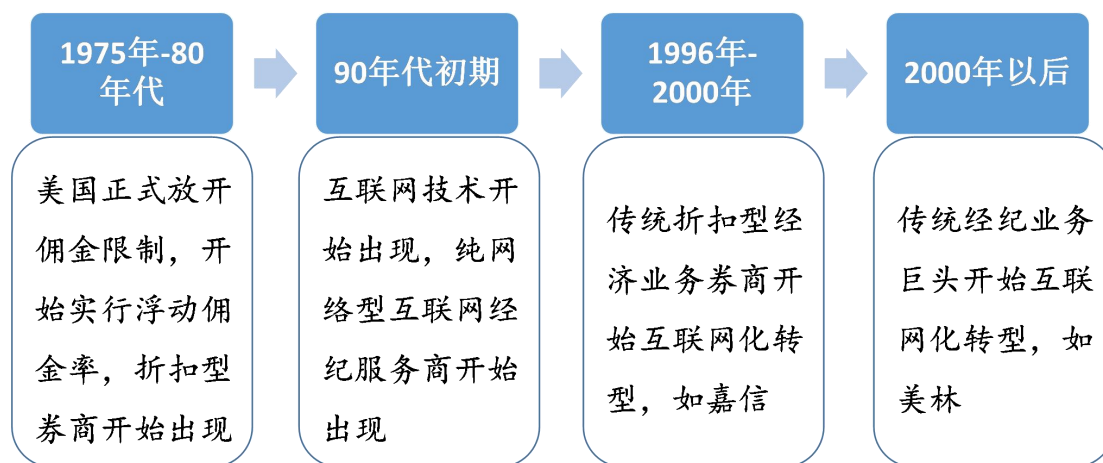 1975年-80
年代
美国正式放开
佣金限制，开
始实行浮动佣
金率，折扣型
券商开始出现
90年代初期
互联网技术开
始出现，纯网
络型互联网经
纪服务商开始
出现
1996年-
2000年
传统折扣型经
济业务券商开
始互联网化转
型，如嘉信
2000年以后
传统经纪业务
巨头开始互联
网化转型，如
美林